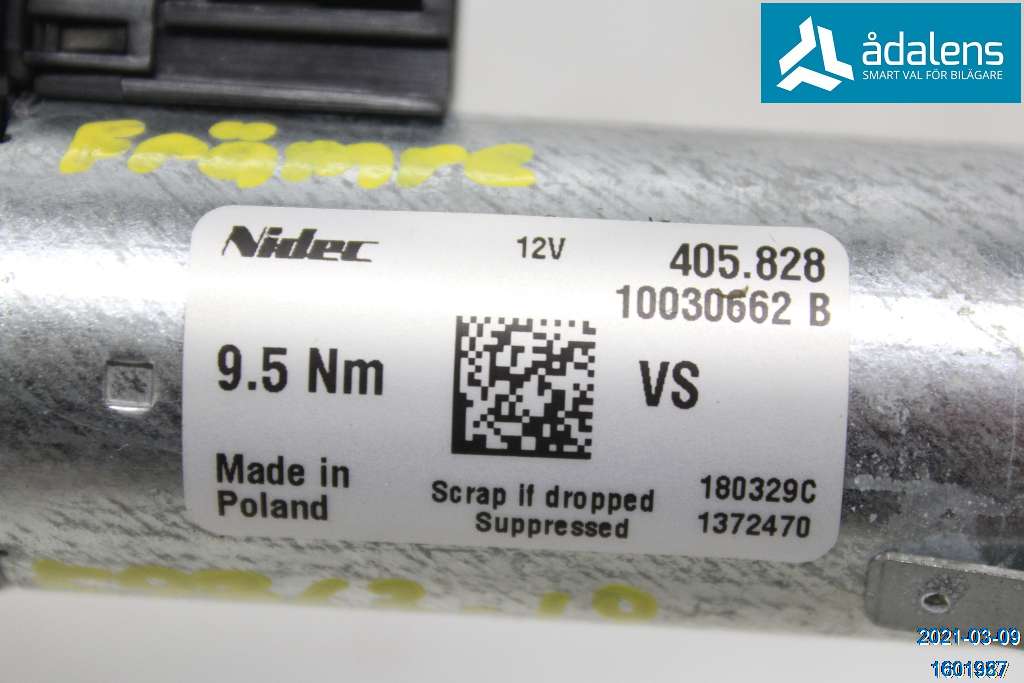 ådalens
SMART VAL FÖR BILÄGARE
Nidec
12V
405.828
10030662 B
9.5 Nm
VS
Made in
Poland
Scrap if dropped
Suppressed
180329C
1372470
2021-03-09
1601987